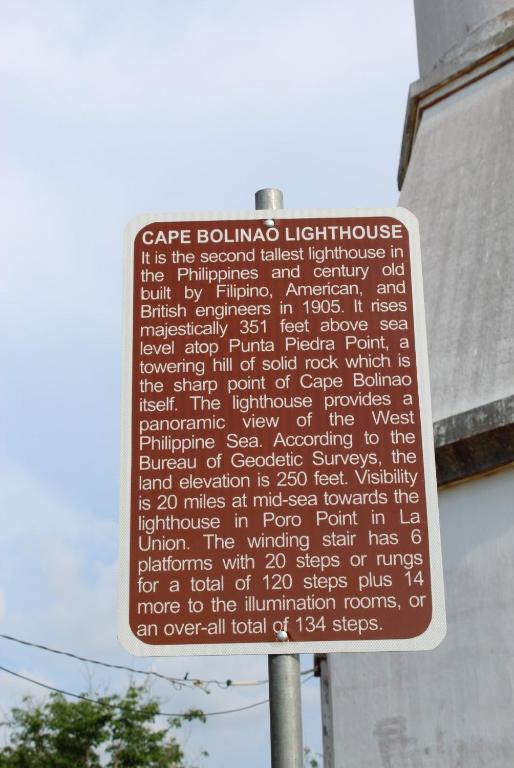 CAPE BOLINAO LIGHTHOUSE
It is the second tallest lighthouse in
the Philippines and century old
built by Filipino, American, and
British engineers in 1905. It rises
majestically 351 feet above sea
level atop Punta Piedra Point, a
towering hill of solid rock which is
the sharp point of Cape Bolinao
itself. The lighthouse provides a
panoramic view of the West
Philippine Sea. According to the
Bureau of Geodetic Surveys, the
land elevation is 250 feet. Visibility
is 20 miles at mid-sea towards the
lighthouse in Poro Point in La
Union. The winding stair has 6
platforms with 20 steps or rungs
for a total of 120 steps plus 14
more to the illumination rooms, or
an over-all total of 134 steps.